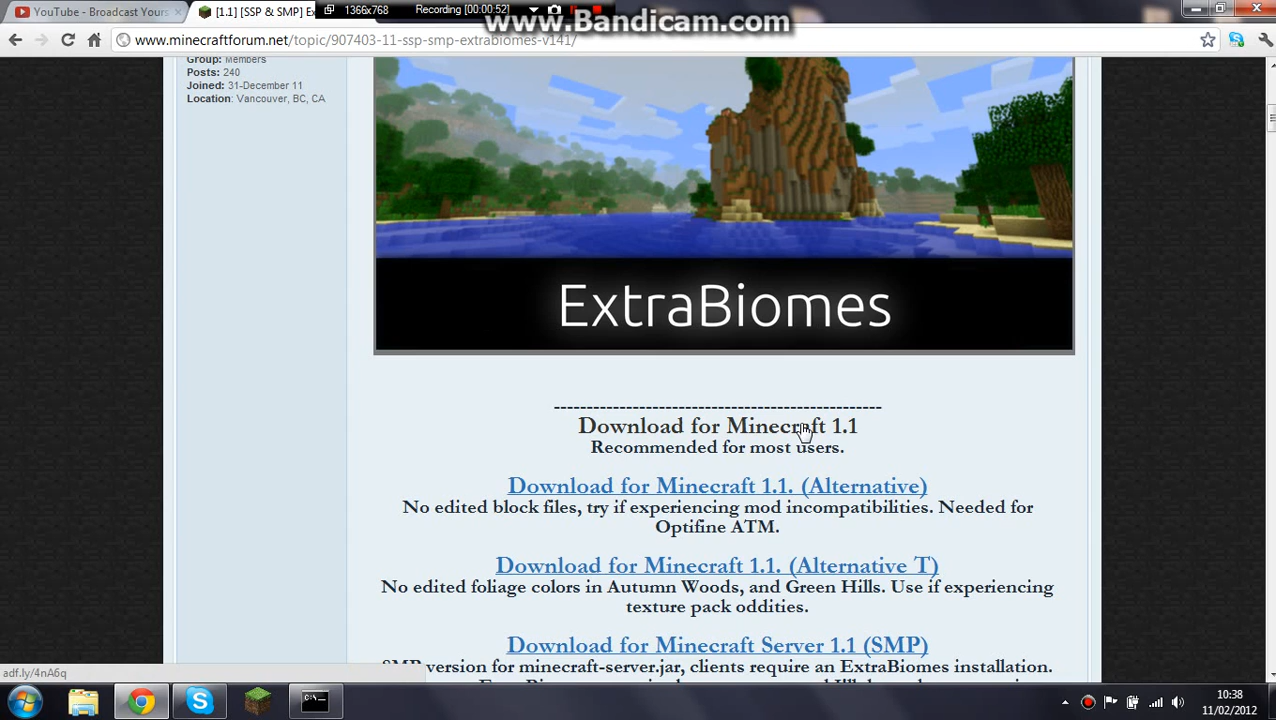 YouTube - Broadcast Yours
[1.1] [SSP & SMP] Ex
1366x768
Recording [00:00:52]
www.Bandicam.com
www.minecraftforum.net/topic/907403-11-ssp-smp-extrabiomes-v141/
Group: Members
Posts: 240
Joined: 31-December 11
Location: Vancouver, BC, CA
ExtraBiomes
--------------------------------------------------
Download for Minecraft 1.1
Recommended for most users.
Download for Minecraft 1.1. (Alternative)
No edited block files, try if experiencing mod incompatibilities. Needed for
Optifine ATM.
Download for Minecraft 1.1. (Alternative T)
No edited foliage colors in Autumn Woods, and Green Hills. Use if experiencing
texture pack oddities.
Download for Minecraft Server 1.1 (SMP)
SMP version for minecraft-server.jar, clients require an ExtraBiomes installation.
adf.ly/4nA6q
C:\_
10:38
11/02/2012